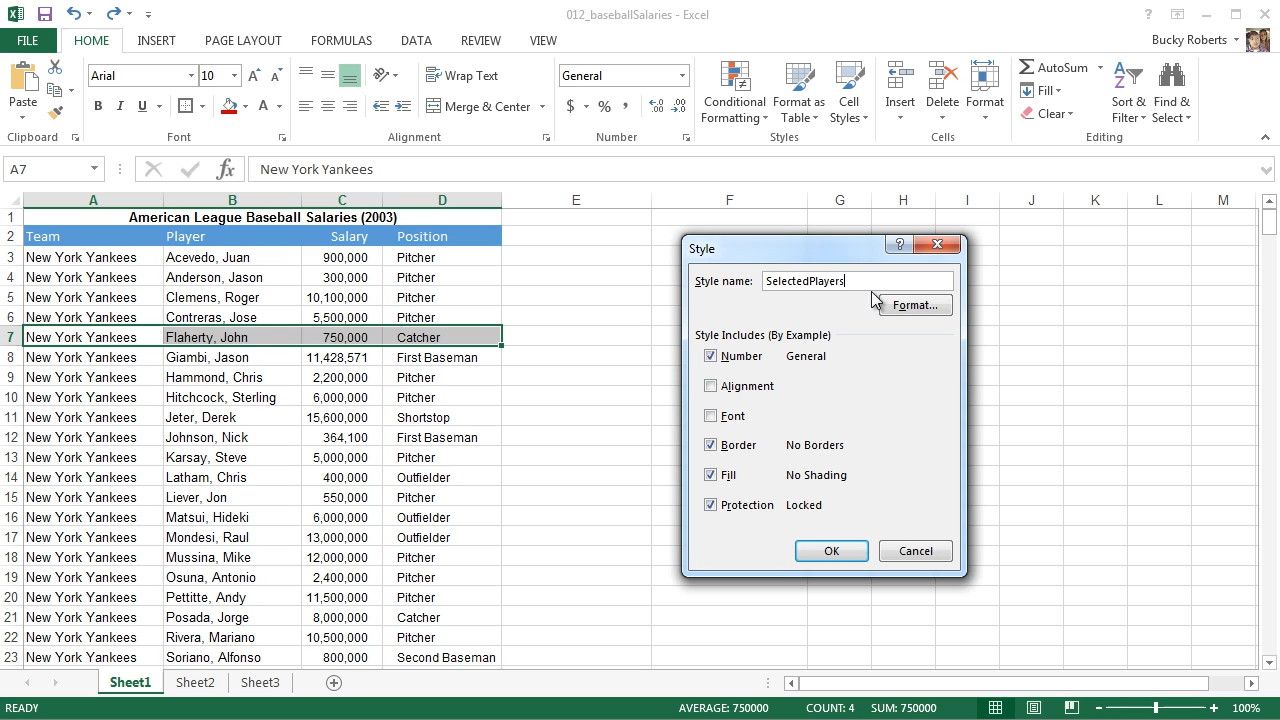 012_baseballSalaries - Excel
FILE HOME INSERT PAGE LAYOUT FORMULAS DATA REVIEW VIEW Bucky Roberts
Paste Arial 10 Wrap Text General Conditional Formatting Format as Table Cell Styles Insert Delete Format AutoSum Sort & Filter Find & Select
Merge & Center $ % Fill
Clear
Clipboard Font Alignment Number Styles Cells Editing
A7 fx New York Yankees
A B C D E F G H I J K L M
1 American League Baseball Salaries (2003)
2 Team Player Salary Position
3 New York Yankees Acevedo, Juan 900,000 Pitcher
4 New York Yankees Anderson, Jason 300,000 Pitcher
5 New York Yankees Clemens, Roger 10,100,000 Pitcher
6 New York Yankees Contreras, Jose 5,500,000 Pitcher
7 New York Yankees Flaherty, John 750,000 Catcher
8 New York Yankees Giambi, Jason 11,428,571 First Baseman
9 New York Yankees Hammond, Chris 2,200,000 Pitcher
10 New York Yankees Hitchcock, Sterling 6,000,000 Pitcher
11 New York Yankees Jeter, Derek 15,600,000 Shortstop
12 New York Yankees Johnson, Nick 364,100 First Baseman
13 New York Yankees Karsay, Steve 5,000,000 Pitcher
14 New York Yankees Latham, Chris 400,000 Outfielder
15 New York Yankees Liever, Jon 550,000 Pitcher
16 New York Yankees Matsui, Hideki 6,000,000 Outfielder
17 New York Yankees Mondesi, Raul 13,000,000 Outfielder
18 New York Yankees Mussina, Mike 12,000,000 Pitcher
19 New York Yankees Osuna, Antonio 2,400,000 Pitcher
20 New York Yankees Pettitte, Andy 11,500,000 Pitcher
21 New York Yankees Posada, Jorge 8,000,000 Catcher
22 New York Yankees Rivera, Mariano 10,500,000 Pitcher
23 New York Yankees Soriano, Alfonso 800,000 Second Baseman
Style
Style name: SelectedPlayers
Format...
Style Includes (By Example)
Number General
Alignment
Font
Border No Borders
Fill No Shading
Protection Locked
OK Cancel
Sheet1 Sheet2 Sheet3
READY AVERAGE: 750000 COUNT: 4 SUM: 750000 100%